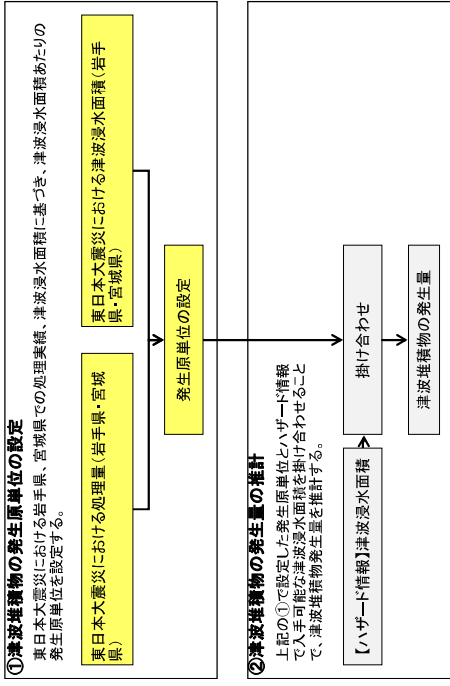 ①津波堆積物の発生原単位の設定
東日本大震災における岩手県、宮城県での処理実績、津波浸水面積に基づき、津波浸水面積あたりの
発生原単位を設定する。
東日本大震災における処理量（岩手県・宮城
県）
東日本大震災における津波浸水面積（岩手
県・宮城県）
発生原単位の設定
②津波堆積物の発生量の推計
上記の①で設定した発生原単位とハザード情報
で入手可能な津波浸水面積を掛け合わせること
で、津波堆積物発生量を推計する。
【ハザード情報】津波浸水面積
掛け合わせ
津波堆積物の発生量